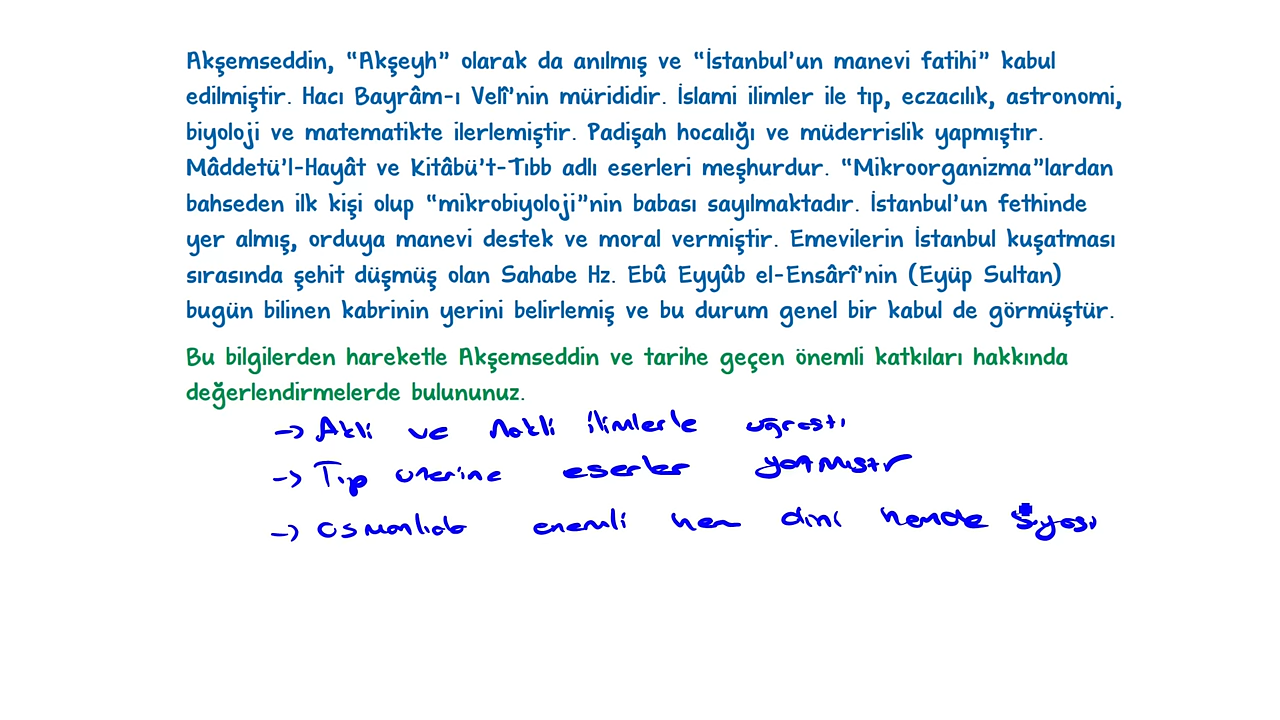 Akşemseddin, “Akşeyh” olarak da anılmış ve “İstanbul'un manevi fatihi” kabul
edilmiştir. Hacı Bayrâm-ı Velî'nin mürididir. İslami ilimler ile tıp, eczacılık, astronomi,
biyoloji ve matematikte ilerlemiştir. Padişah hocalığı ve müderrislik yapmıştır.
Mâddetü'l-Hayât ve Kitâbü't-Tıbb adlı eserleri meşhurdur. “Mikroorganizma”lardan
bahseden ilk kişi olup “mikrobiyoloji”nin babası sayılmaktadır. İstanbul'un fethinde
yer almış, orduya manevi destek ve moral vermiştir. Emevilerin İstanbul kuşatması
sırasında şehit düşmüş olan Sahabe Hz. Ebû Eyyûb el-Ensârî'nin (Eyüp Sultan)
bugün bilinen kabrinin yerini belirlemiş ve bu durum genel bir kabul de görmüştür.
Bu bilgilerden hareketle Akşemseddin ve tarihe geçen önemli katkıları hakkında
değerlendirmelerde bulununuz.
→ Akli ve Nakli ilimlerle uğraştı
→ Tıp üzerine eserler yazmıştır
→ Osmanlıda önemli hem dini hemde siyasi